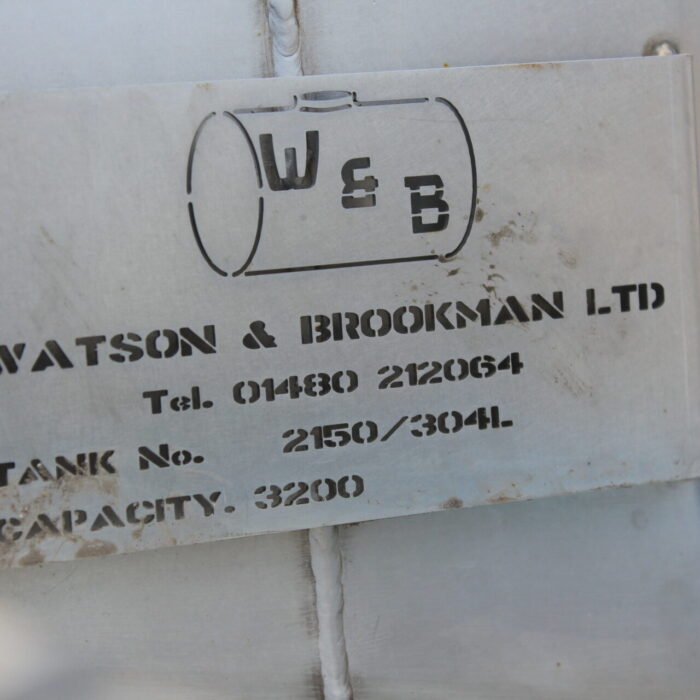 W & B
WATSON & BROOKMAN LTD
Tel. 01480 212064
TANK No. 2150/304L
CAPACITY. 3200